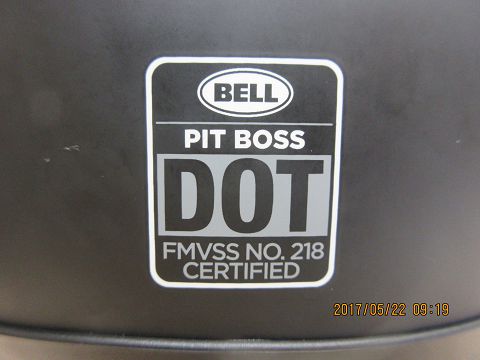 BELL
PIT BOSS
DOT
FMVSS NO. 218
CERTIFIED
2017/05/22 09:19